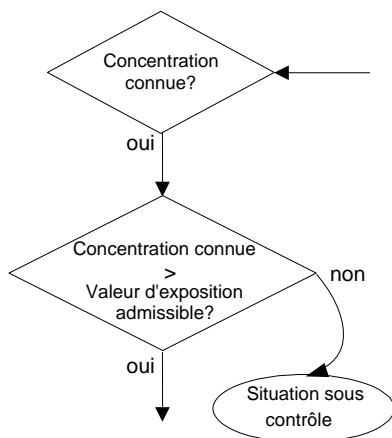 Concentration
connue?
oui
Concentration connue
>
Valeur d'exposition
admissible?
non
oui
Situation sous
contrôle